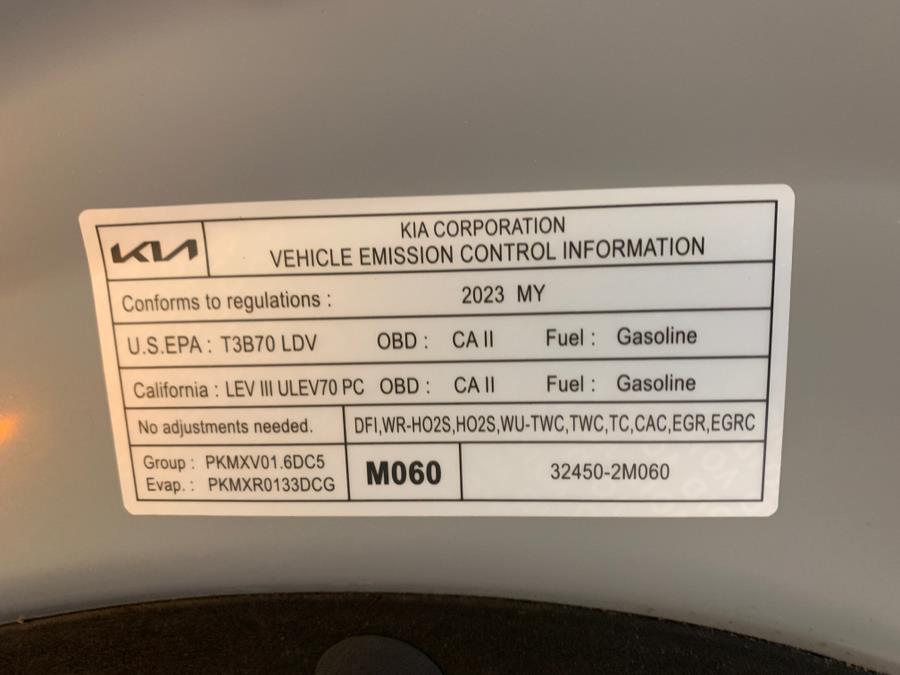 KIA
KIA CORPORATION
VEHICLE EMISSION CONTROL INFORMATION
Conforms to regulations : 2023 MY
U.S.EPA : T3B70 LDV OBD : CA II Fuel : Gasoline
California : LEV III ULEV70 PC OBD : CA II Fuel : Gasoline
No adjustments needed. DFI,WR-HO2S,HO2S,WU-TWC,TWC,TC,CAC,EGR,EGRC
Group : PKMXV01.6DC5
Evap. : PKMXR0133DCG
M060
32450-2M060